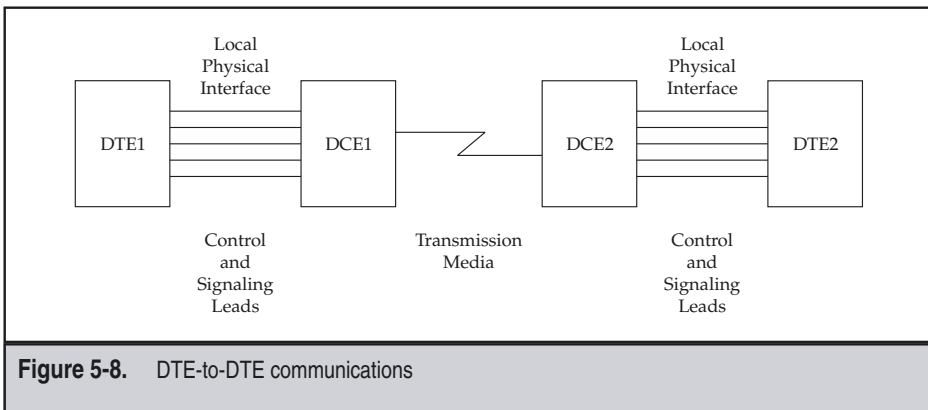 Local
Physical
Interface
Local
Physical
Interface
DTE1
DCE1
DCE2
DTE2
Control
and
Signaling
Leads
Transmission
Media
Control
and
Signaling
Leads
Figure 5-8. DTE-to-DTE communications